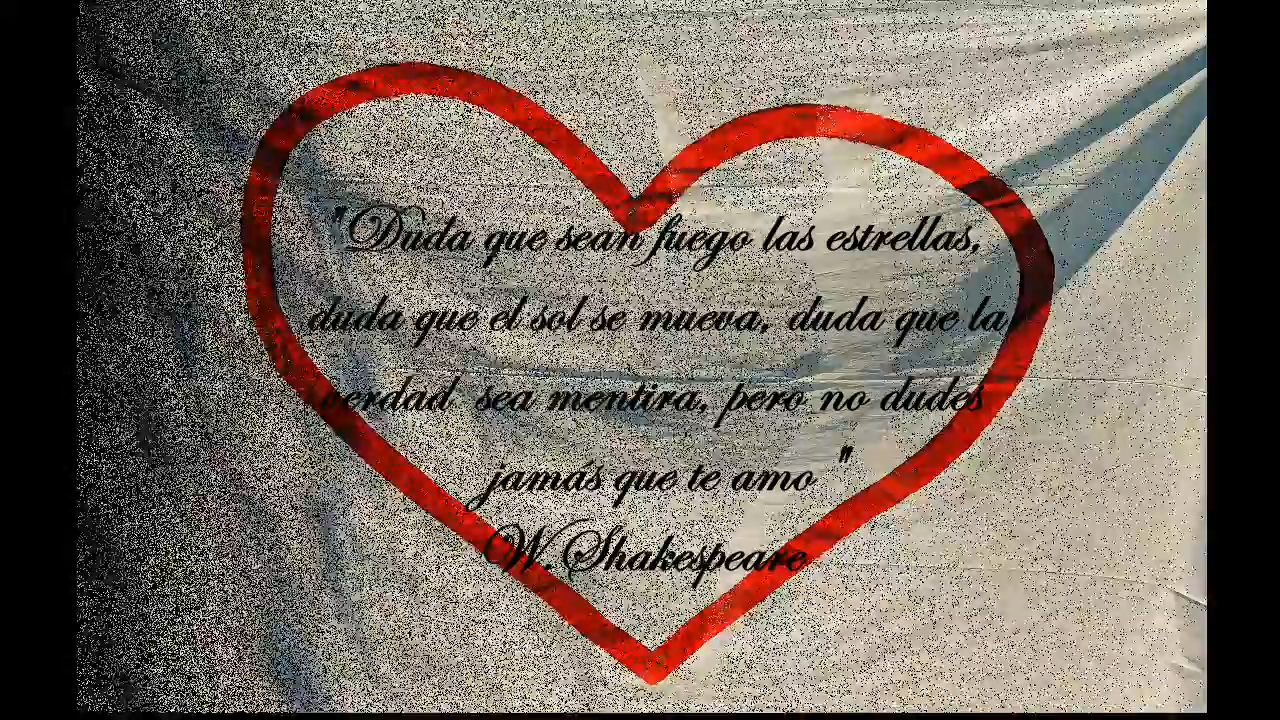 "Duda que sean fuego las estrellas,
duda que el sol se mueva, duda que la
verdad sea mentira, pero no dudes
jamás que te amo "
W. Shakespeare